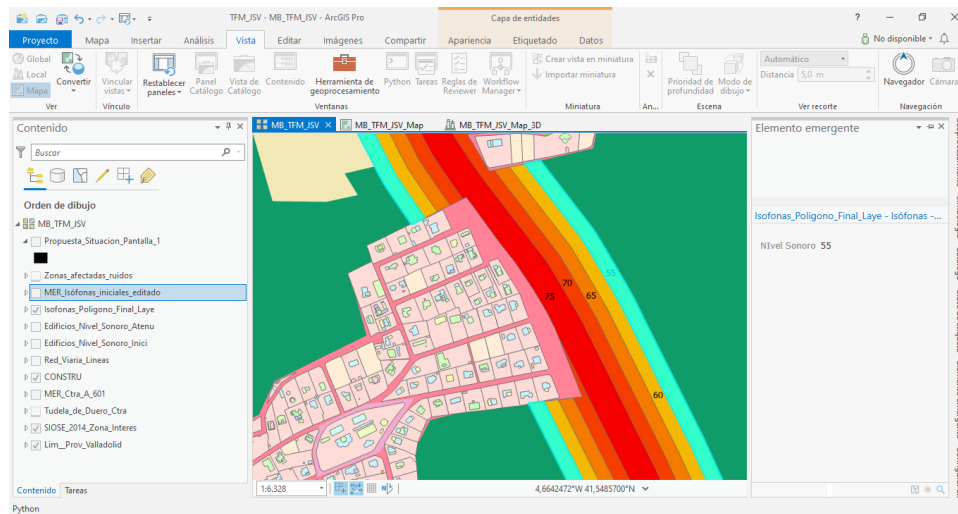 TFM_JSV - MB_TFM_JSV - ArcGIS Pro
Capa de entidades
?
Proyecto Mapa Insertar Análisis Vista Editar Imágenes Compartir Apariencia Etiquetado Datos
No disponible
Global
Local
Mapa
Convertir
Vincular vistas
Restablecer paneles
Panel Catálogo
Vista de Catálogo
Contenido
Herramienta de geoprocesamiento
Python
Tareas
Reglas de Reviewer
Workflow Manager
Crear vista en miniatura
Importar miniatura
Prioridad de profundidad
Modo de dibujo
Automático
Distancia 5,0 m
Navegador
Cámara
Ver Vínculo Ventanas Miniatura An... Escena Ver recorte Navegación
Contenido
Buscar
Orden de dibujo
MB_TFM_JSV
Propuesta_Situacion_Pantalla_1
Zonas_afectadas_ruidos
MER_Isófonas_iniciales_editado
Isofonas_Poligono_Final_Laye
Edificios_Nivel_Sonoro_Atenu
Edificios_Nivel_Sonoro_Inici
Red_Viaria_Lineas
CONSTRU
MER_Ctra_A_601
Tudela_de_Duero_Ctra
SIOSE_2014_Zona_Interes
Lim__Prov_Valladolid
Contenido Tareas
Python
MB_TFM_JSV MB_TFM_JSV_Map MB_TFM_JSV_Map_3D
55
70
75
65
60
1:6.328
4,6642472°W 41,5485700°N
Elemento emergente
Isofonas_Poligono_Final_Laye - Isófonas -...
NIvel Sonoro 55